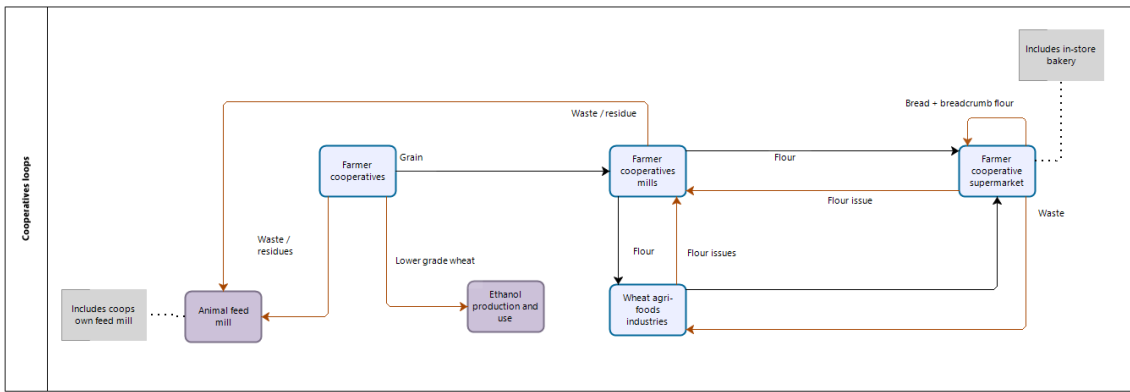 Cooperatives loops
Includes in-store
bakery
Bread + breadcrumb flour
Waste / residue
Farmer
cooperatives
Grain
Farmer
cooperatives
mills
Flour
Farmer
cooperative
supermarket
Flour issue
Waste
Waste /
residues
Lower grade wheat
Flour
Flour issues
Includes coops
own feed mill
Animal feed
mill
Ethanol
production and
use
Wheat agri-
foods
industries